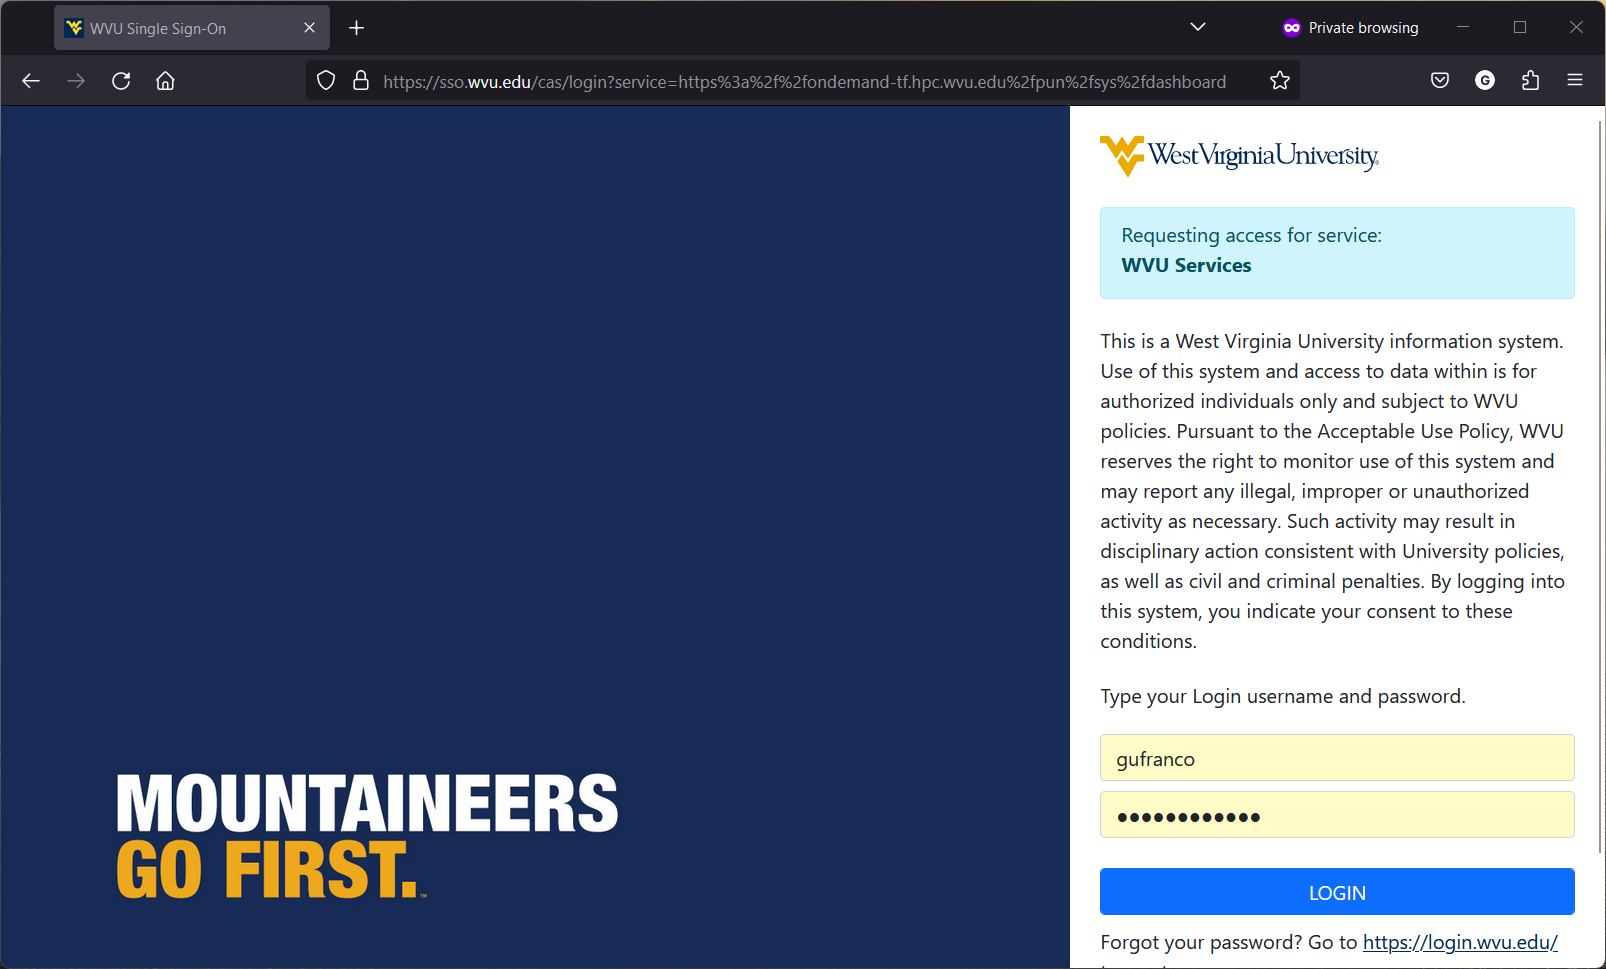 WVU Single Sign-On
Private browsing
https://sso.wvu.edu/cas/login?service=https%3a%2f%2fondemand-tf.hpc.wvu.edu%2fpun%2fsys%2fdashboard
G
WestVirginiaUniversity
Requesting access for service:
WVU Services
This is a West Virginia University information system.
Use of this system and access to data within is for
authorized individuals only and subject to WVU
policies. Pursuant to the Acceptable Use Policy, WVU
reserves the right to monitor use of this system and
may report any illegal, improper or unauthorized
activity as necessary. Such activity may result in
disciplinary action consistent with University policies,
as well as civil and criminal penalties. By logging into
this system, you indicate your consent to these
conditions.
Type your Login username and password.
gufranco
●●●●●●●●●●●●
LOGIN
Forgot your password? Go to https://login.wvu.edu/
MOUNTAINEERS
GO FIRST.™